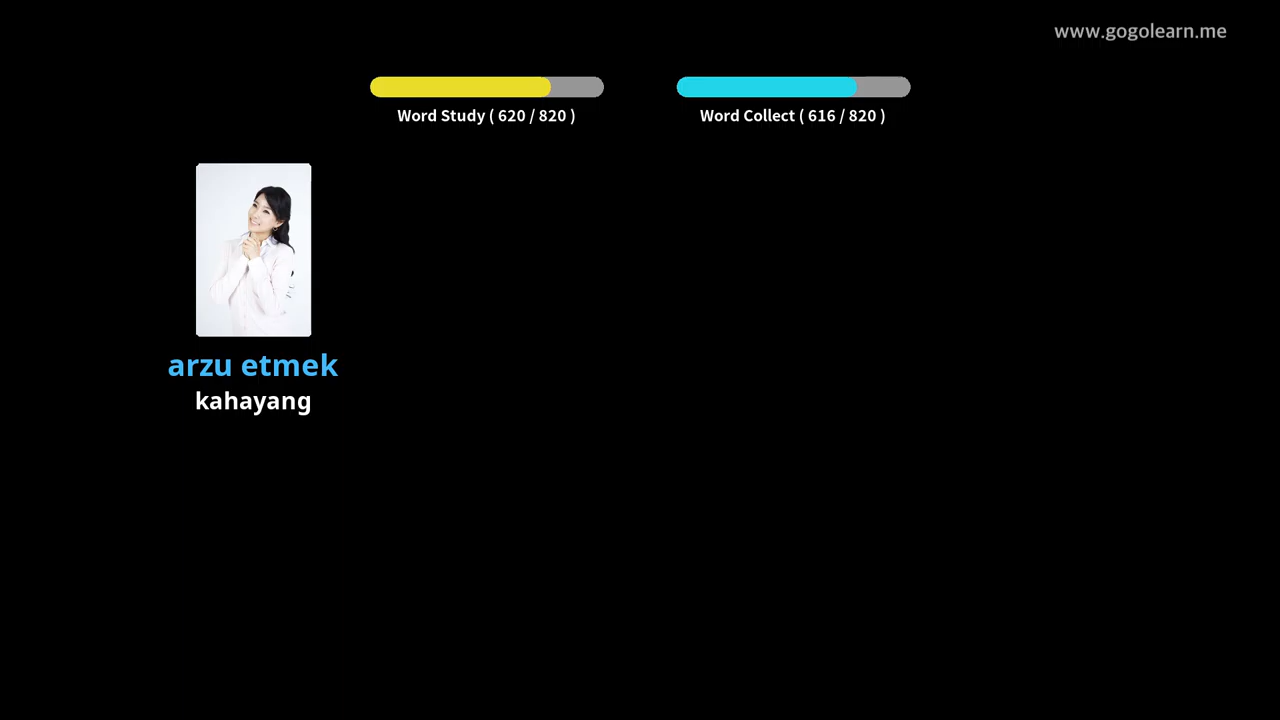 www.gogolearn.me
Word Study ( 620 / 820 )
Word Collect ( 616 / 820 )
arzu etmek
kahayang